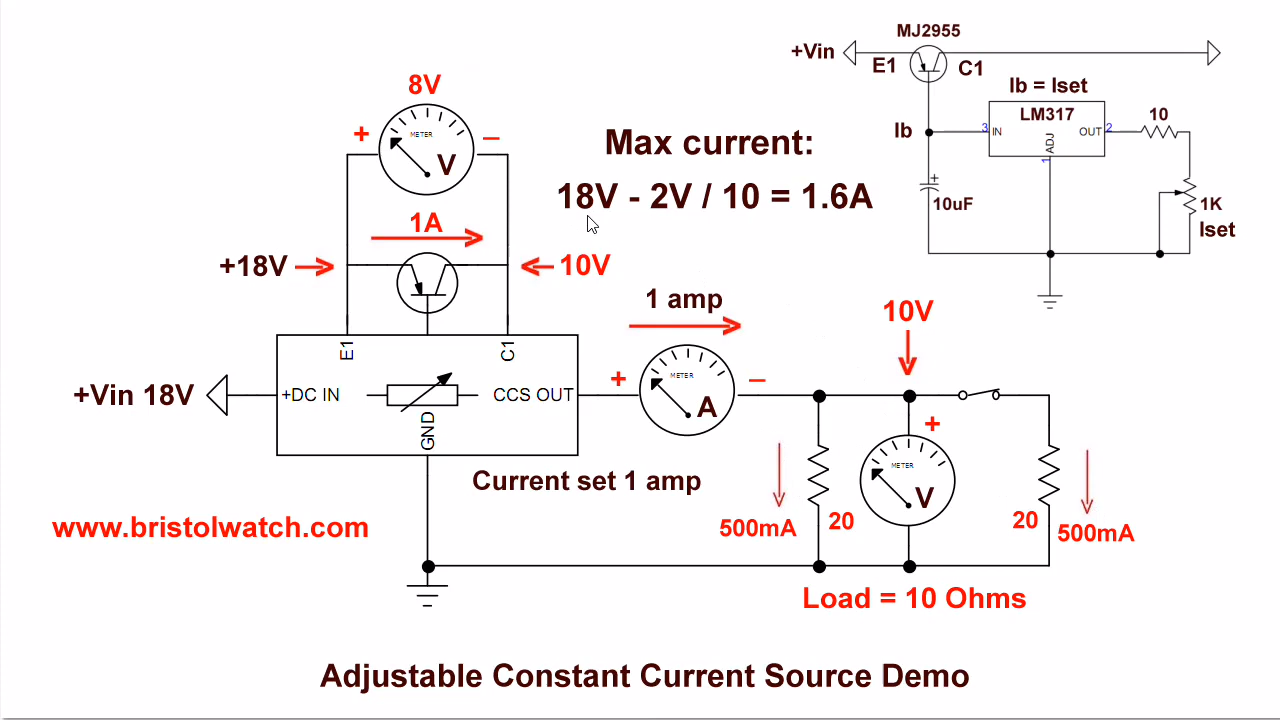 MJ2955
+Vin
E1
C1
Ib = Iset
LM317
10
Ib
3
IN
OUT
2
ADJ
1
10uF
1K
Iset
8V
+
METER
–
V
Max current:
18V - 2V / 10 = 1.6A
1A
+18V
10V
1 amp
10V
E1
C1
+Vin 18V
+DC IN
CCS OUT
GND
+
METER
–
A
+
METER
V
Current set 1 amp
500mA
20
20
500mA
www.bristolwatch.com
Load = 10 Ohms
Adjustable Constant Current Source Demo